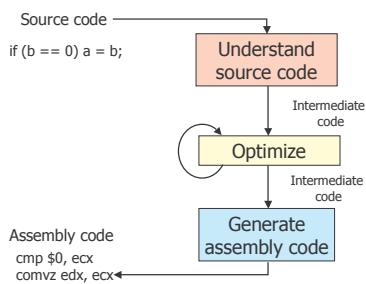 Source code
if (b == 0) a = b;
Understand
source code
Intermediate
code
Optimize
Intermediate
code
Generate
assembly code
Assembly code
cmp $0, ecx
comvz edx, ecx